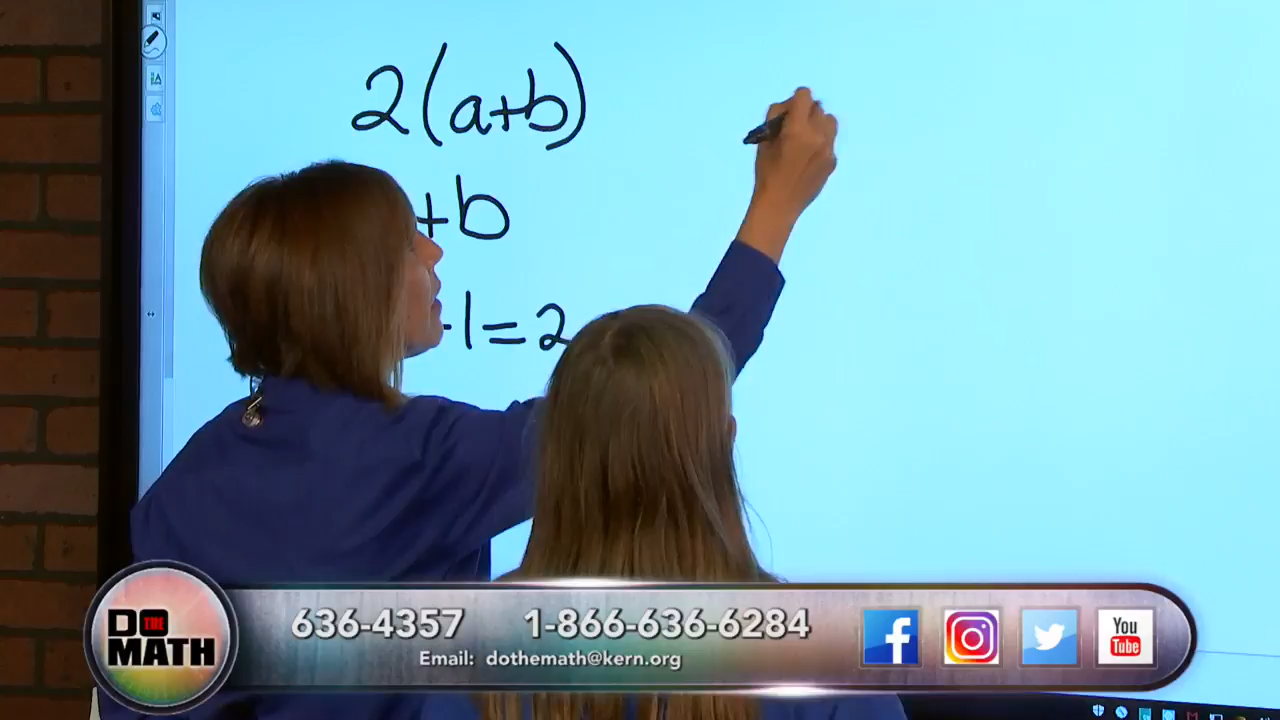 2(a+b)
+b
1=2
DO THE MATH
636-4357 1-866-636-6284
Email: dothemath@kern.org
f
You Tube